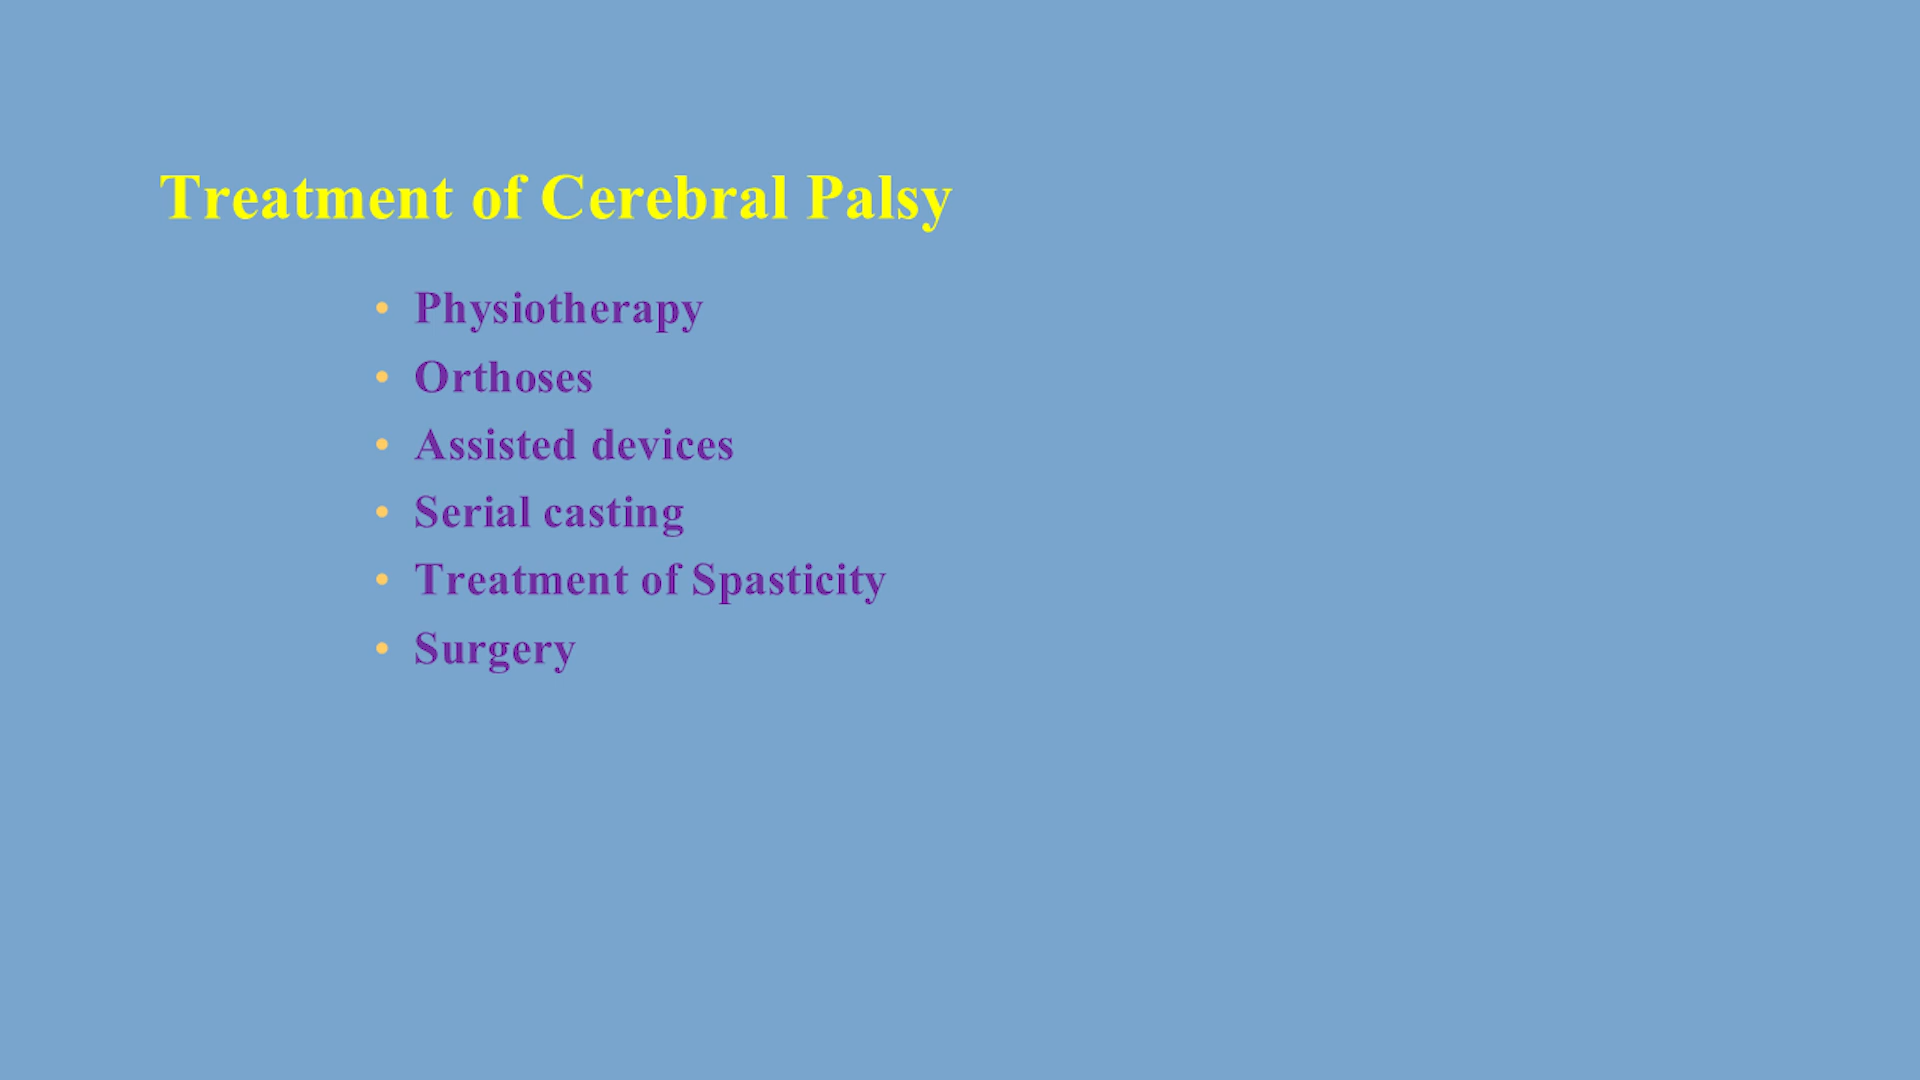 Treatment of Cerebral Palsy
• Physiotherapy
• Orthoses
• Assisted devices
• Serial casting
• Treatment of Spasticity
• Surgery